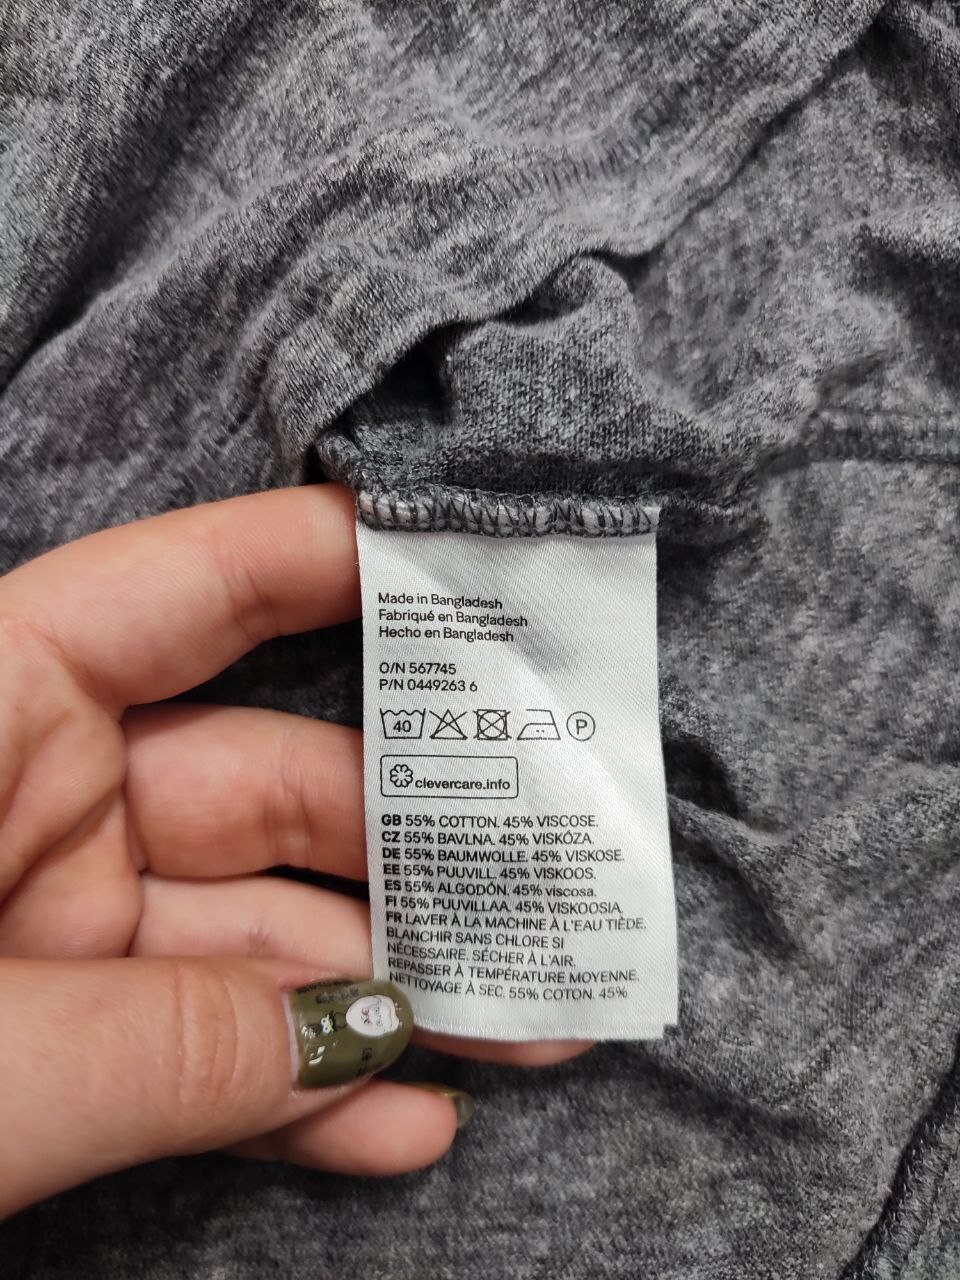 Made in Bangladesh
Fabriqué en Bangladesh
Hecho en Bangladesh
O/N 567745
P/N 0449263 6
40 P
clevercare.info
GB 55% COTTON. 45% VISCOSE.
CZ 55% BAVLNA. 45% VISKÓZA.
DE 55% BAUMWOLLE. 45% VISKOSE.
EE 55% PUUVILL. 45% VISKOOS.
ES 55% ALGODÓN. 45% viscosa.
FI 55% PUUVILLAA. 45% VISKOOSIA.
FR LAVER À LA MACHINE À L'EAU TIÈDE.
BLANCHIR SANS CHLORE SI
NÉCESSAIRE. SÉCHER À L'AIR.
REPASSER À TEMPÉRATURE MOYENNE.
NETTOYAGE À SEC. 55% COTON. 45%